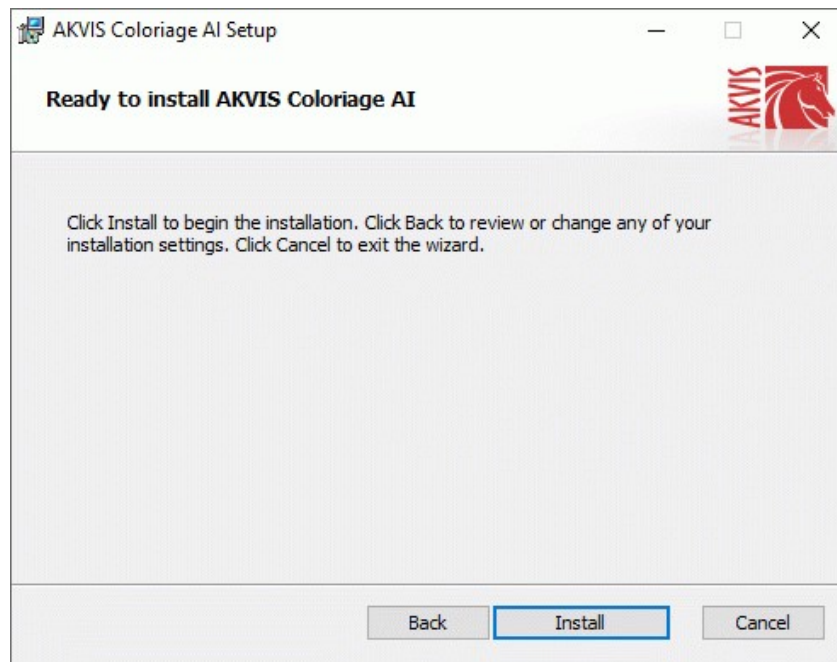 AKVIS Coloriage AI Setup
Ready to install AKVIS Coloriage AI
AKVIS
Click Install to begin the installation. Click Back to review or change any of your
installation settings. Click Cancel to exit the wizard.
Back
Install
Cancel